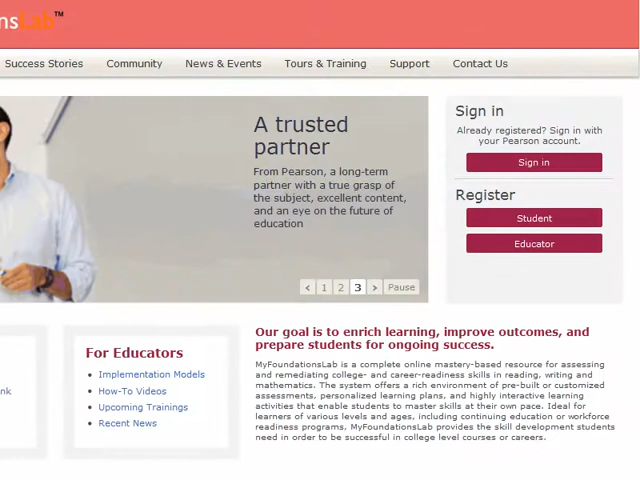 nsLab™
Success Stories Community News & Events Tours & Training Support Contact Us
A trusted
partner
From Pearson, a long-term
partner with a true grasp of
the subject, excellent content,
and an eye on the future of
education
< 1 2 3 > Pause
Sign in
Already registered? Sign in with
your Pearson account.
Sign in
Register
Student
Educator
nk
For Educators
Implementation Models
How-To Videos
Upcoming Trainings
Recent News
Our goal is to enrich learning, improve outcomes, and
prepare students for ongoing success.
MyFoundationsLab is a complete online mastery-based resource for assessing
and remediating college- and career-readiness skills in reading, writing and
mathematics. The system offers a rich environment of pre-built or customized
assessments, personalized learning plans, and highly interactive learning
activities that enable students to master skills at their own pace. Ideal for
learners of various levels and ages, including continuing education or workforce
readiness programs, MyFoundationsLab provides the skill development students
need in order to be successful in college level courses or careers.